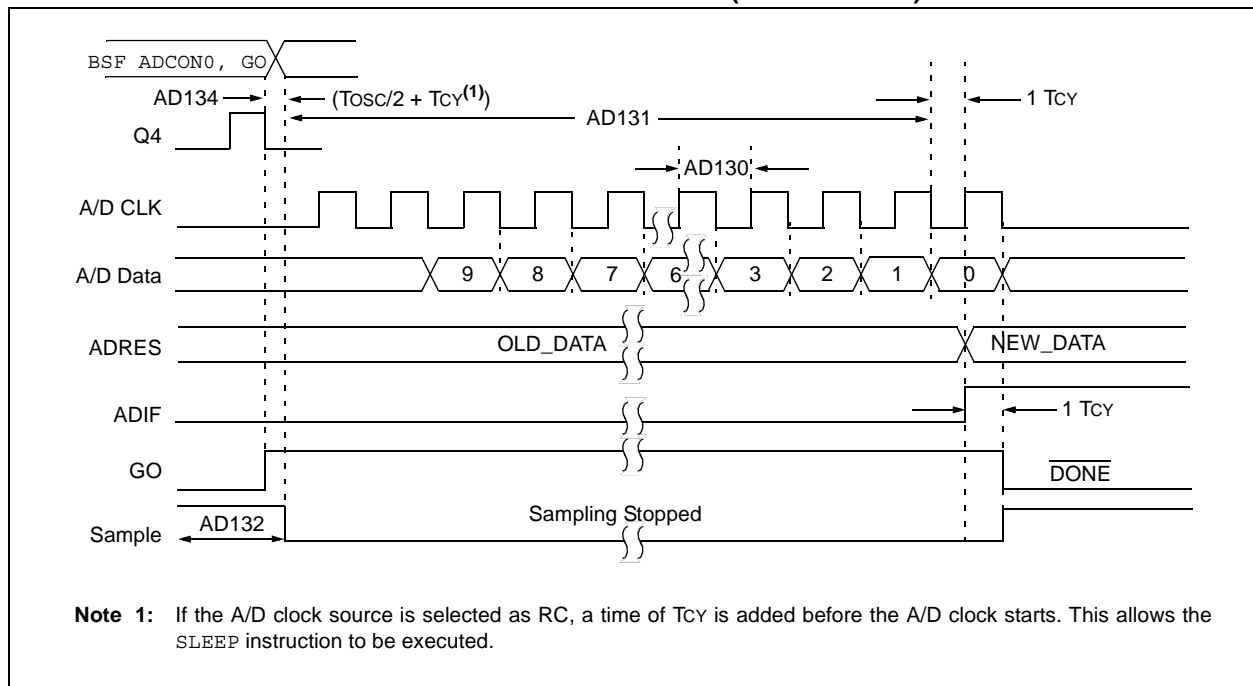 BSF ADCON0, GO
AD134
(TOSC/2 + TCY(1))
1 TCY
AD131
Q4
AD130
A/D CLK
A/D Data
9
8
7
6
3
2
1
0
ADRES
OLD_DATA
NEW_DATA
ADIF
1 TCY
GO
DONE
AD132
Sampling Stopped
Sample
Note 1: If the A/D clock source is selected as RC, a time of TCY is added before the A/D clock starts. This allows the
SLEEP instruction to be executed.